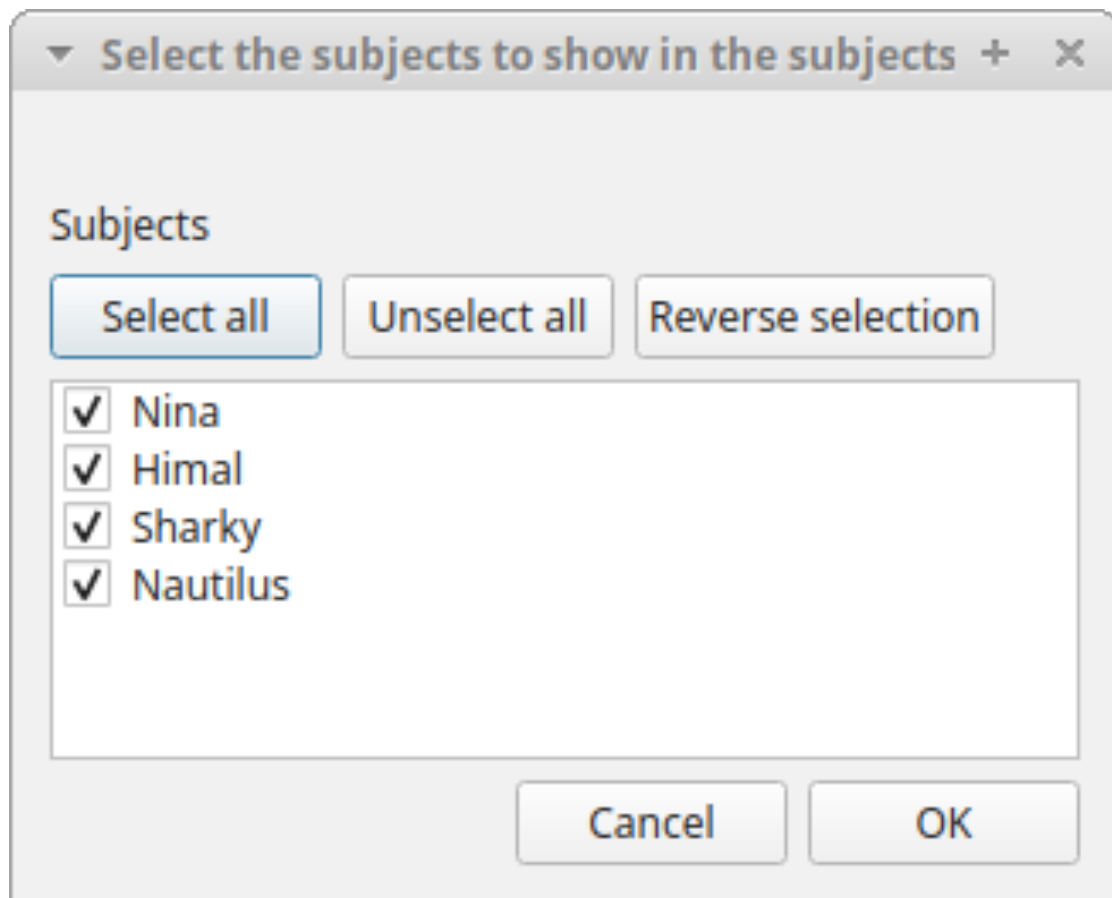 Select the subjects to show in the subjects
Subjects
Select all Unselect all Reverse selection
Nina
Himal
Sharky
Nautilus
Cancel OK